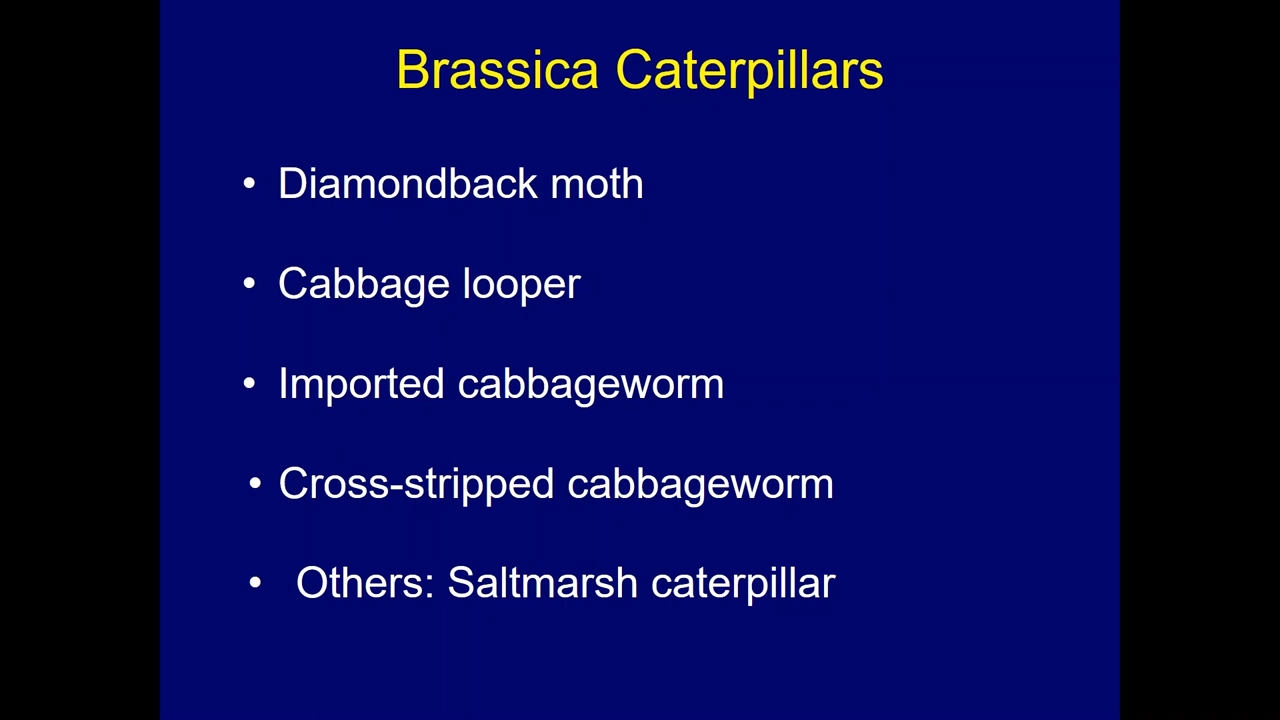 Brassica Caterpillars
• Diamondback moth
• Cabbage looper
• Imported cabbageworm
• Cross-stripped cabbageworm
• Others: Saltmarsh caterpillar